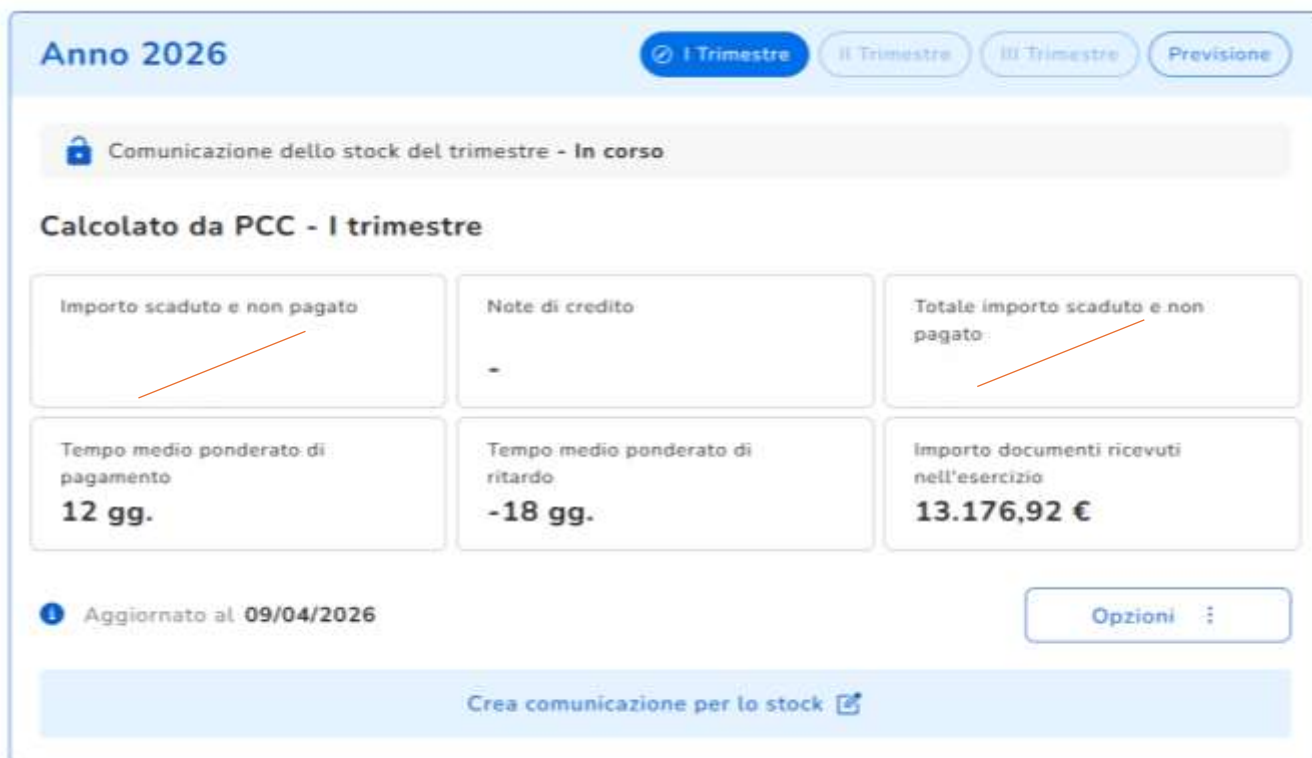 Anno 2026
I Trimestre
II Trimestre
III Trimestre
Previsione
Comunicazione dello stock del trimestre - In corso
Calcolato da PCC - I trimestre
Importo scaduto e non pagato
Note di credito
-
Totale importo scaduto e non
pagato
Tempo medio ponderato di
pagamento
12 gg.
Tempo medio ponderato di
ritardo
-18 gg.
Importo documenti ricevuti
nell'esercizio
13.176,92 €
Aggiornato al 09/04/2026
Opzioni
Crea comunicazione per lo stock